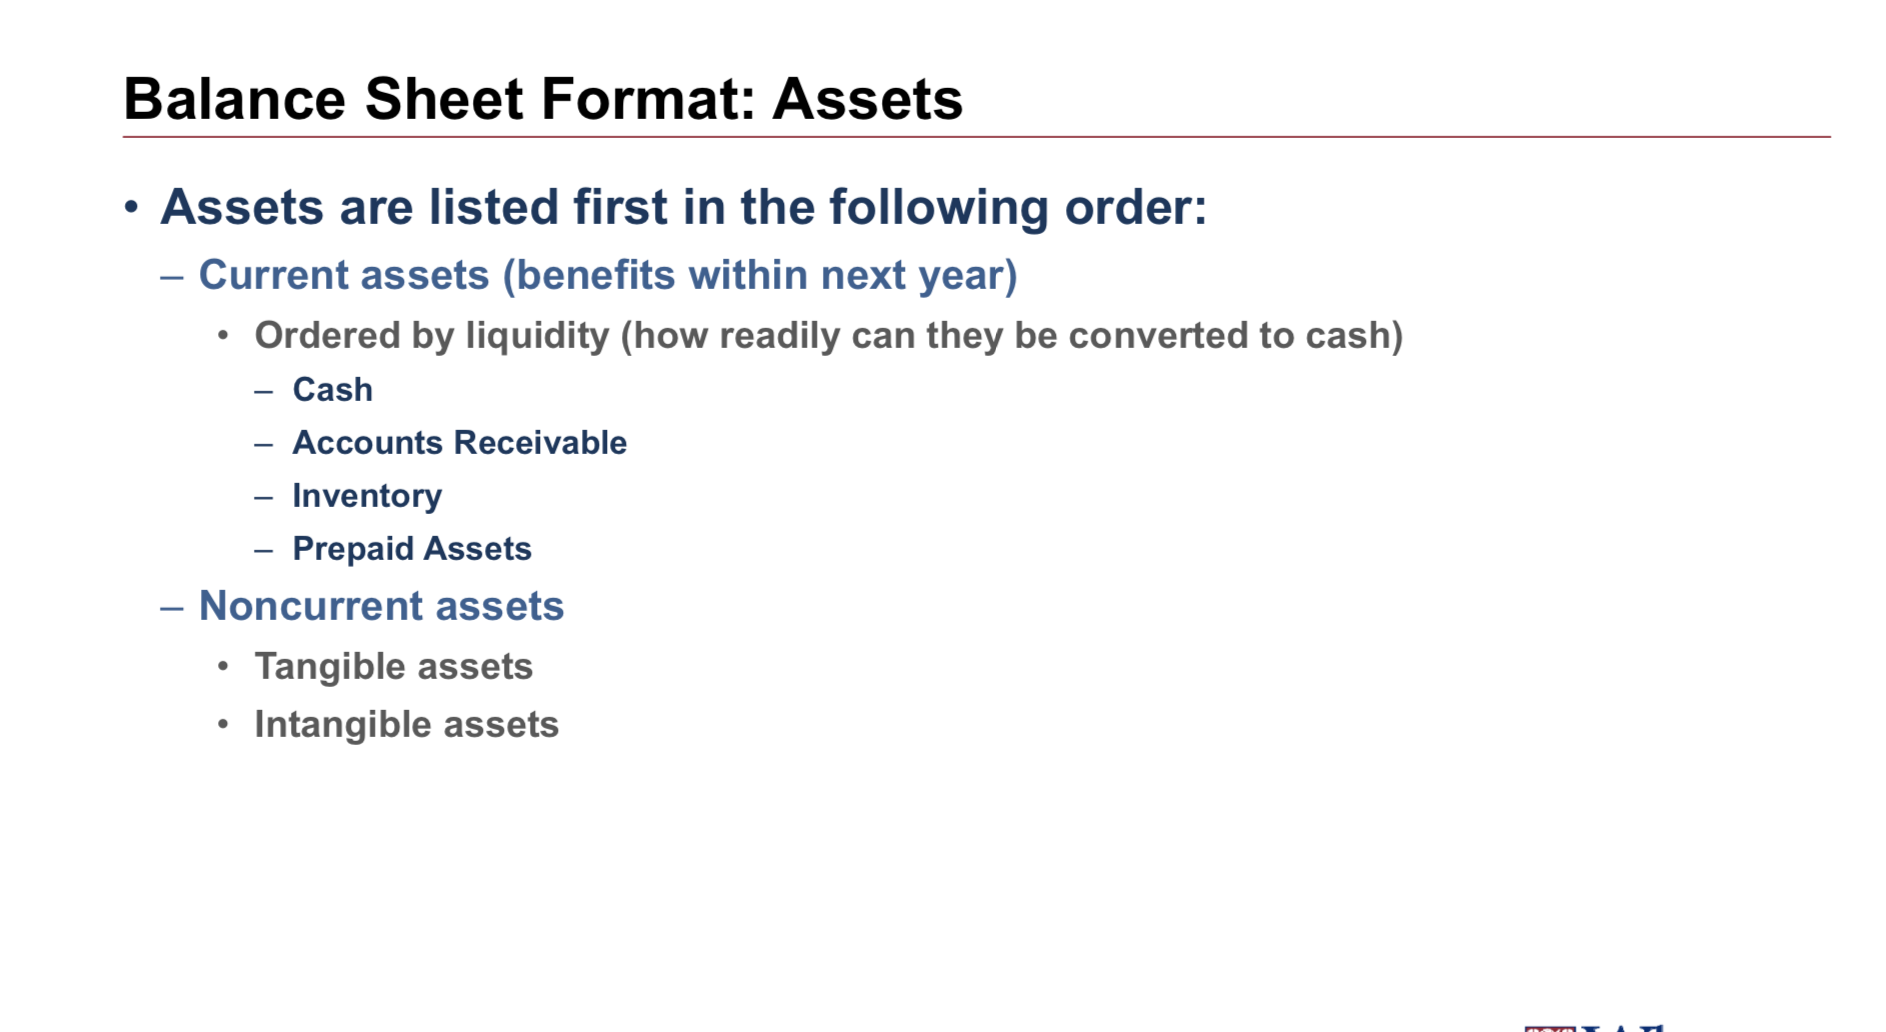 Balance Sheet Format: Assets
• Assets are listed first in the following order:
– Current assets (benefits within next year)
• Ordered by liquidity (how readily can they be converted to cash)
– Cash
– Accounts Receivable
– Inventory
– Prepaid Assets
– Noncurrent assets
• Tangible assets
• Intangible assets